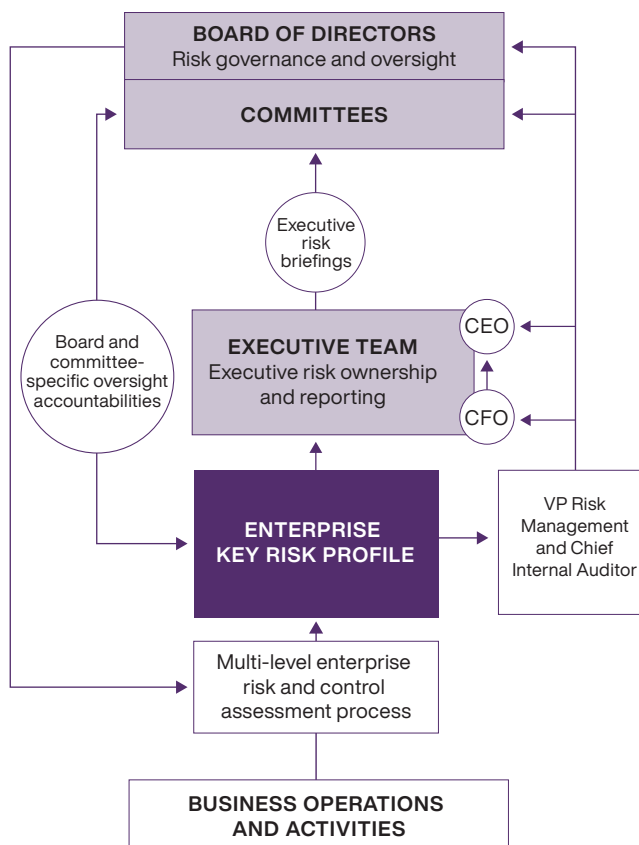 BOARD OF DIRECTORS
Risk governance and oversight
COMMITTEES
Executive
risk
briefings
Board and
committee-
specific oversight
accountabilities
EXECUTIVE TEAM
Executive risk ownership
and reporting
CEO
CFO
ENTERPRISE
KEY RISK PROFILE
VP Risk
Management
and Chief
Internal Auditor
Multi-level enterprise
risk and control
assessment process
BUSINESS OPERATIONS
AND ACTIVITIES